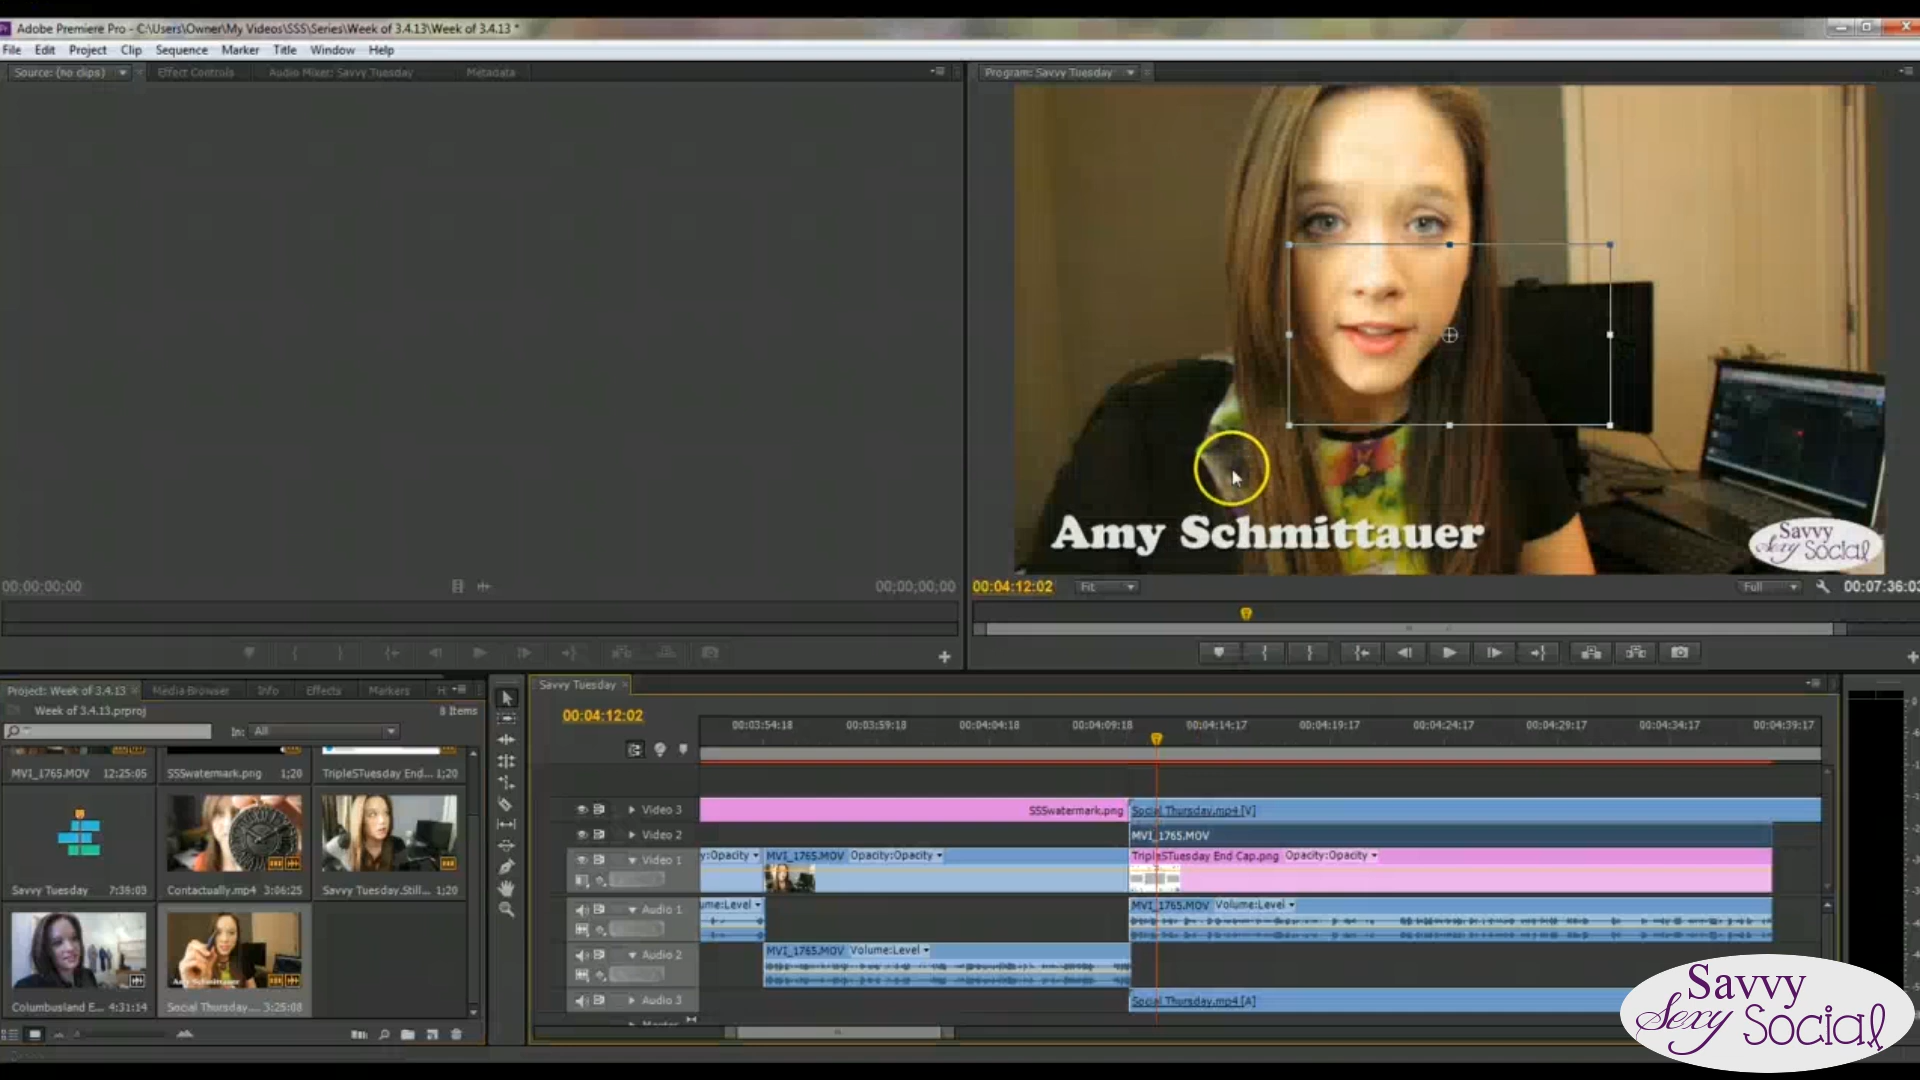 Adobe Premiere Pro - C:\Users\Owner\My Videos\SSS\Series\Week of 3.4.13\Week of 3.4.13 *
File Edit Project Clip Sequence Marker Title Window Help
Source: (no clips) Effect Controls Audio Mixer: Savvy Tuesday Metadata
Program: Savvy Tuesday
Amy Schmittauer
Savvy
Sexy Social
00;00;00;00
00;00;00;00
00:04:12:02 Fit Full 00:07:36:03
Project: Week of 3.4.13 Media Browser Info Effects Markers
Week of 3.4.13.prproj 8 Items
In: All
MVI_1765.MOV 12:25:05 SSSwatermark.png 1;20 TripleSTuesday End... 1;20
Savvy Tuesday 7:36:03 Contactually.mp4 3:06:25 Savvy Tuesday.Still... 1;20
Columbusland E... 4:31:14 Social Thursday.... 3:25:08
Amy Schmittauer
Savvy Tuesday
00:04:12:02
00:03:54:18 00:03:59:18 00:04:04:18 00:04:09:18 00:04:14:17 00:04:19:17 00:04:24:17 00:04:29:17 00:04:34:17 00:04:39:17
Video 3 SSSwatermark.png Social Thursday.mp4 [V]
Video 2 MVI_1765.MOV
Video 1 y:Opacity MVI_1765.MOV Opacity:Opacity TripleSTuesday End Cap.png Opacity:Opacity
Audio 1 ume:Level MVI_1765.MOV Volume:Level
Audio 2 MVI_1765.MOV Volume:Level
Audio 3 Social Thursday.mp4 [A]
Master
Savvy
Sexy Social